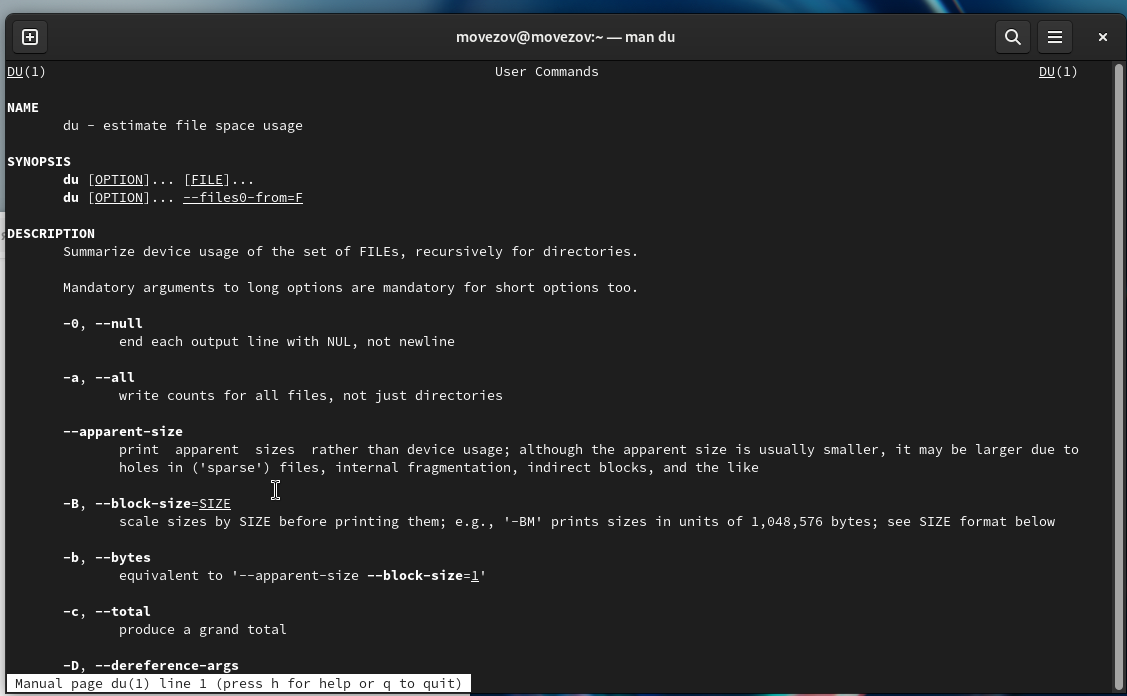 movezov@movezov:~ — man du
DU(1) User Commands DU(1)
NAME
du - estimate file space usage
SYNOPSIS
du [OPTION]... [FILE]...
du [OPTION]... --files0-from=F
DESCRIPTION
Summarize device usage of the set of FILEs, recursively for directories.
Mandatory arguments to long options are mandatory for short options too.
-0, --null
end each output line with NUL, not newline
-a, --all
write counts for all files, not just directories
--apparent-size
print apparent sizes rather than device usage; although the apparent size is usually smaller, it may be larger due to
holes in ('sparse') files, internal fragmentation, indirect blocks, and the like
-B, --block-size=SIZE
scale sizes by SIZE before printing them; e.g., '-BM' prints sizes in units of 1,048,576 bytes; see SIZE format below
-b, --bytes
equivalent to '--apparent-size --block-size=1'
-c, --total
produce a grand total
-D, --dereference-args
Manual page du(1) line 1 (press h for help or q to quit)